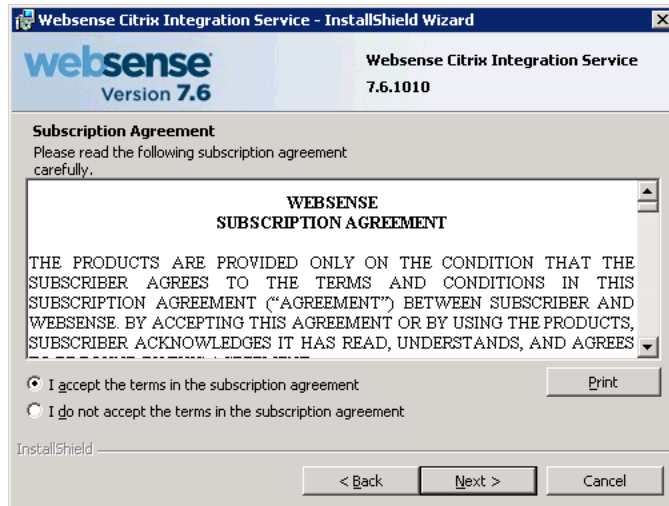 Websense Citrix Integration Service - InstallShield Wizard
websense
Version 7.6
Websense Citrix Integration Service
7.6.1010
Subscription Agreement
Please read the following subscription agreement
carefully.
WEBSENSE
SUBSCRIPTION AGREEMENT
THE PRODUCTS ARE PROVIDED ONLY ON THE CONDITION THAT THE
SUBSCRIBER AGREES TO THE TERMS AND CONDITIONS IN THIS
SUBSCRIPTION AGREEMENT (“AGREEMENT”) BETWEEN SUBSCRIBER AND
WEBSENSE. BY ACCEPTING THIS AGREEMENT OR BY USING THE PRODUCTS,
SUBSCRIBER ACKNOWLEDGES IT HAS READ, UNDERSTANDS, AND AGREES
I accept the terms in the subscription agreement
Print
I do not accept the terms in the subscription agreement
InstallShield
< Back
Next >
Cancel